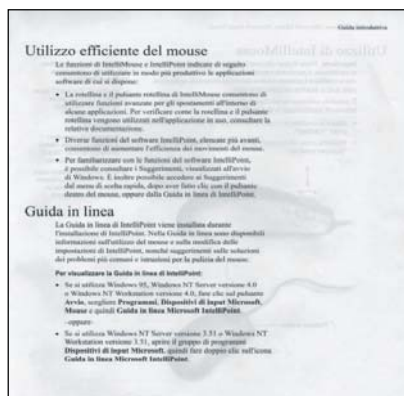 Guida introduttiva
Utilizzo efficiente del mouse
Le funzioni di IntelliMouse e IntelliPoint indicate di seguito
consentono di utilizzare in modo più produttivo le applicazioni
software di cui si dispone:
• La rotellina e il pulsante rotellina di IntelliMouse consentono di
utilizzare funzioni avanzate per gli spostamenti all'interno di
alcune applicazioni. Per verificare come la rotellina e il pulsante
rotellina vengono utilizzati nell'applicazione in uso, consultare la
relativa documentazione.
• Diverse funzioni del software IntelliPoint, elencate più avanti,
consentono di aumentare l'efficienza dei movimenti del mouse.
• Per familiarizzare con le funzioni del software IntelliPoint,
è possibile consultare i Suggerimenti, visualizzati all'avvio
di Windows. È inoltre possibile accedere ai Suggerimenti
dal menu di scelta rapida, dopo aver fatto clic con il pulsante
destro del mouse, oppure dalla Guida in linea di IntelliPoint.
Guida in linea
La Guida in linea di IntelliPoint viene installata durante
l'installazione di IntelliPoint. Nella Guida in linea sono disponibili
informazioni sull'utilizzo del mouse e sulla modifica delle
impostazioni di IntelliPoint, nonché suggerimenti sulle soluzioni
dei problemi più comuni e istruzioni per la pulizia del mouse.
Per visualizzare la Guida in linea di IntelliPoint:
• Se si utilizza Windows 95, Windows NT Server versione 4.0
o Windows NT Workstation versione 4.0, fare clic sul pulsante
Avvio, scegliere Programmi, Dispositivi di input Microsoft,
Mouse e quindi Guida in linea Microsoft IntelliPoint.
-oppure-
• Se si utilizza Windows NT Server versione 3.51 o Windows NT
Workstation versione 3.51, aprire il gruppo di programmi
Dispositivi di input Microsoft, quindi fare doppio clic sull'icona
Guida in linea Microsoft IntelliPoint.